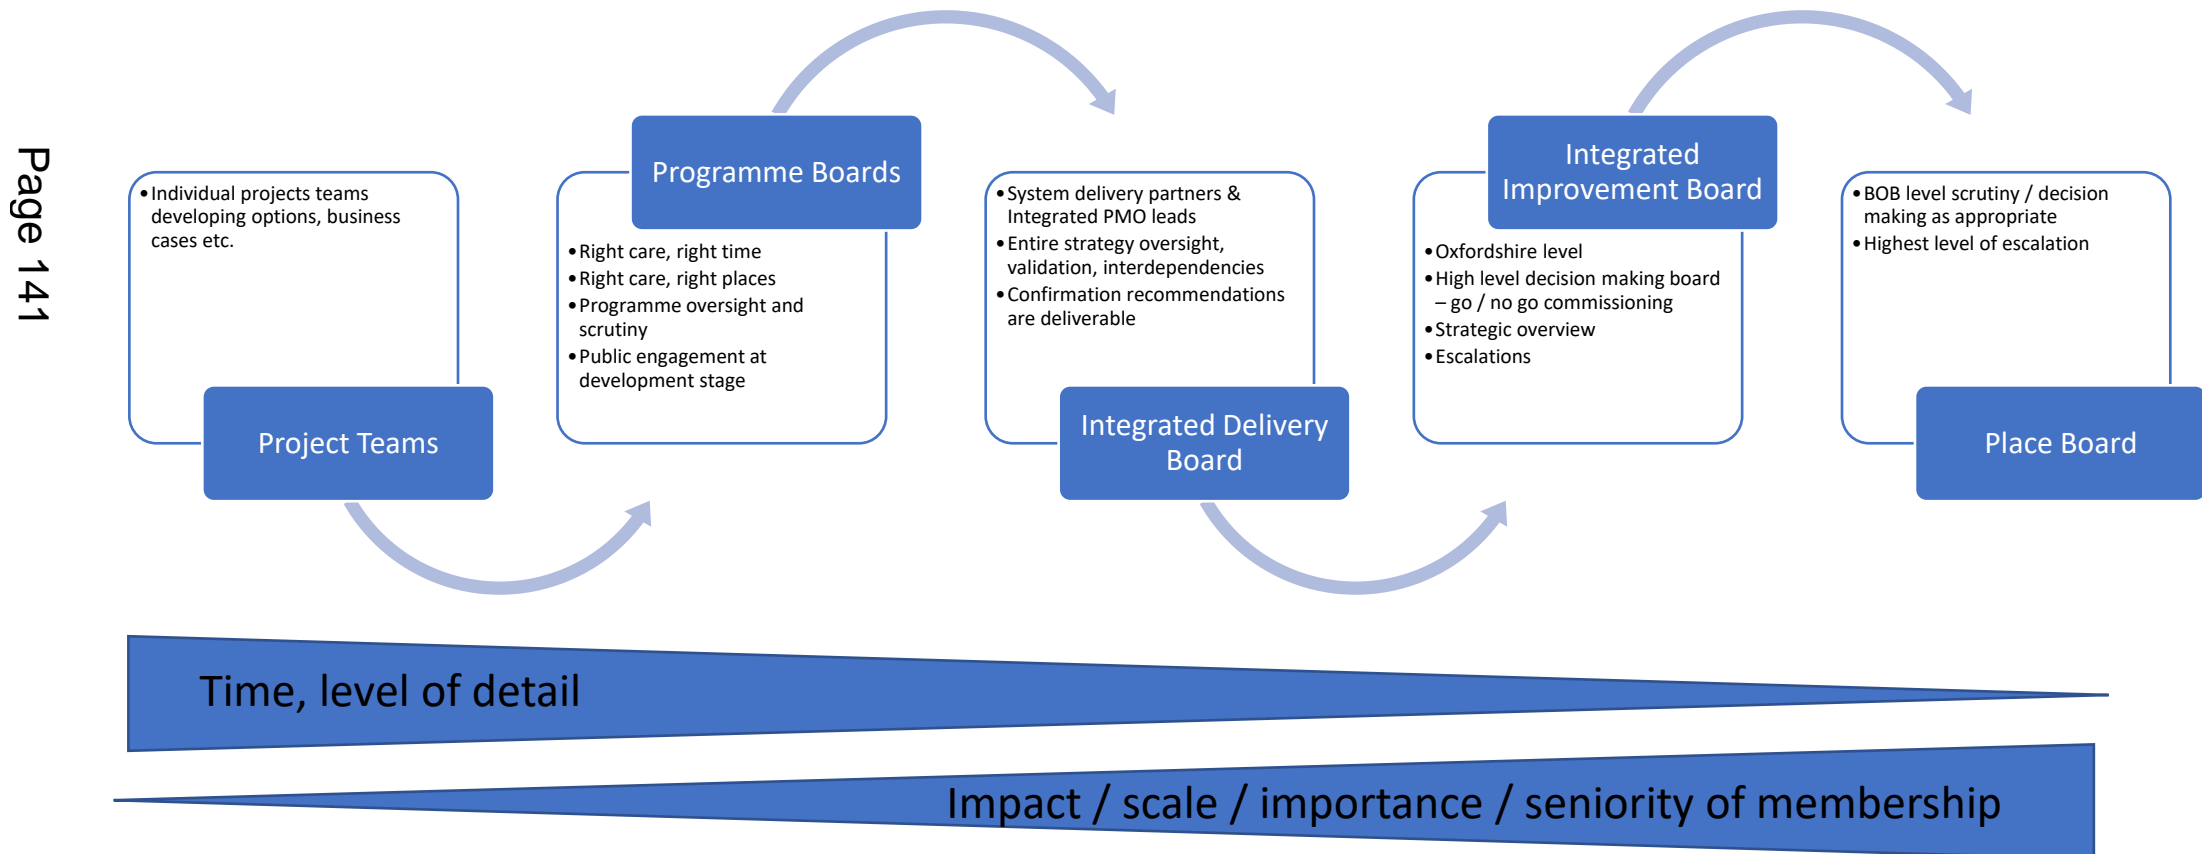 Page 141
•Individual projects teams
developing options, business
cases etc.
Project Teams
Programme Boards
•Right care, right time
•Right care, right places
•Programme oversight and
scrutiny
•Public engagement at
development stage
•System delivery partners &
Integrated PMO leads
•Entire strategy oversight,
validation, interdependencies
•Confirmation recommendations
are deliverable
Integrated Delivery
Board
Integrated
Improvement Board
•Oxfordshire level
•High level decision making board
– go / no go commissioning
•Strategic overview
•Escalations
•BOB level scrutiny / decision
making as appropriate
•Highest level of escalation
Place Board
Time, level of detail
Impact / scale / importance / seniority of membership